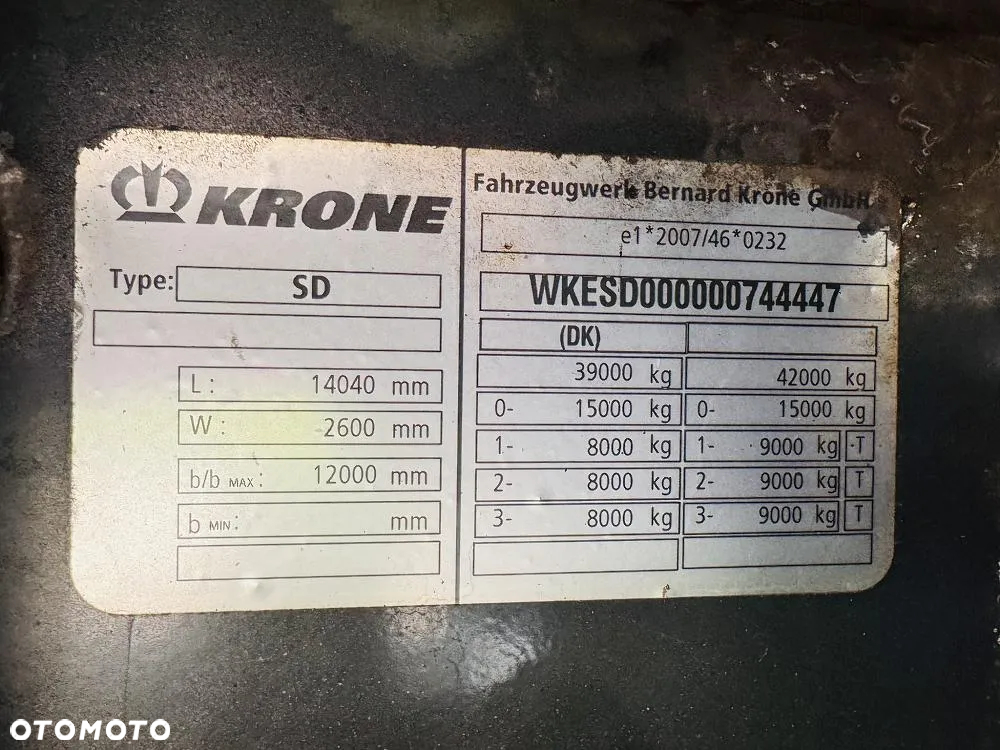 KRONE
Type: SD
L: 14040 mm
W: 2600 mm
b/b MAX: 12000 mm
b MIN: mm
Fahrzeugwerk Bernard Krone GmbH
e1*2007/46*0232
WKESD000000744447
(DK)
39000 kg 42000 kg
0- 15000 kg 0- 15000 kg
1- 8000 kg 1- 9000 kg T
2- 8000 kg 2- 9000 kg T
3- 8000 kg 3- 9000 kg T
OTOMOTO